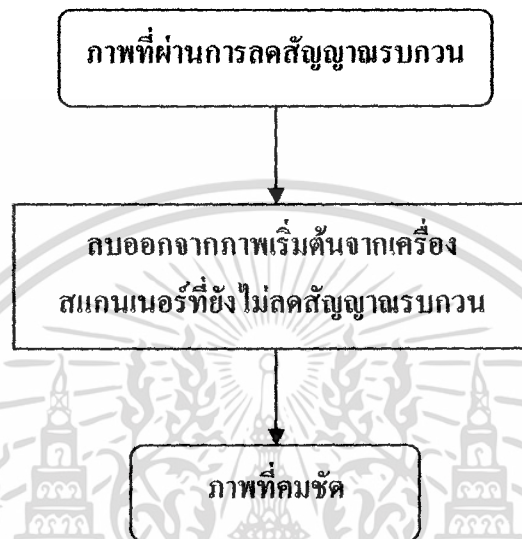 ภาพที่ผ่านการลดสัญญาณรบกวน
ลบออกจากภาพเริ่มต้นจากเครื่อง
สแกนเนอร์ที่ยังไม่ลดสัญญาณรบกวน
ภาพที่คมชัด